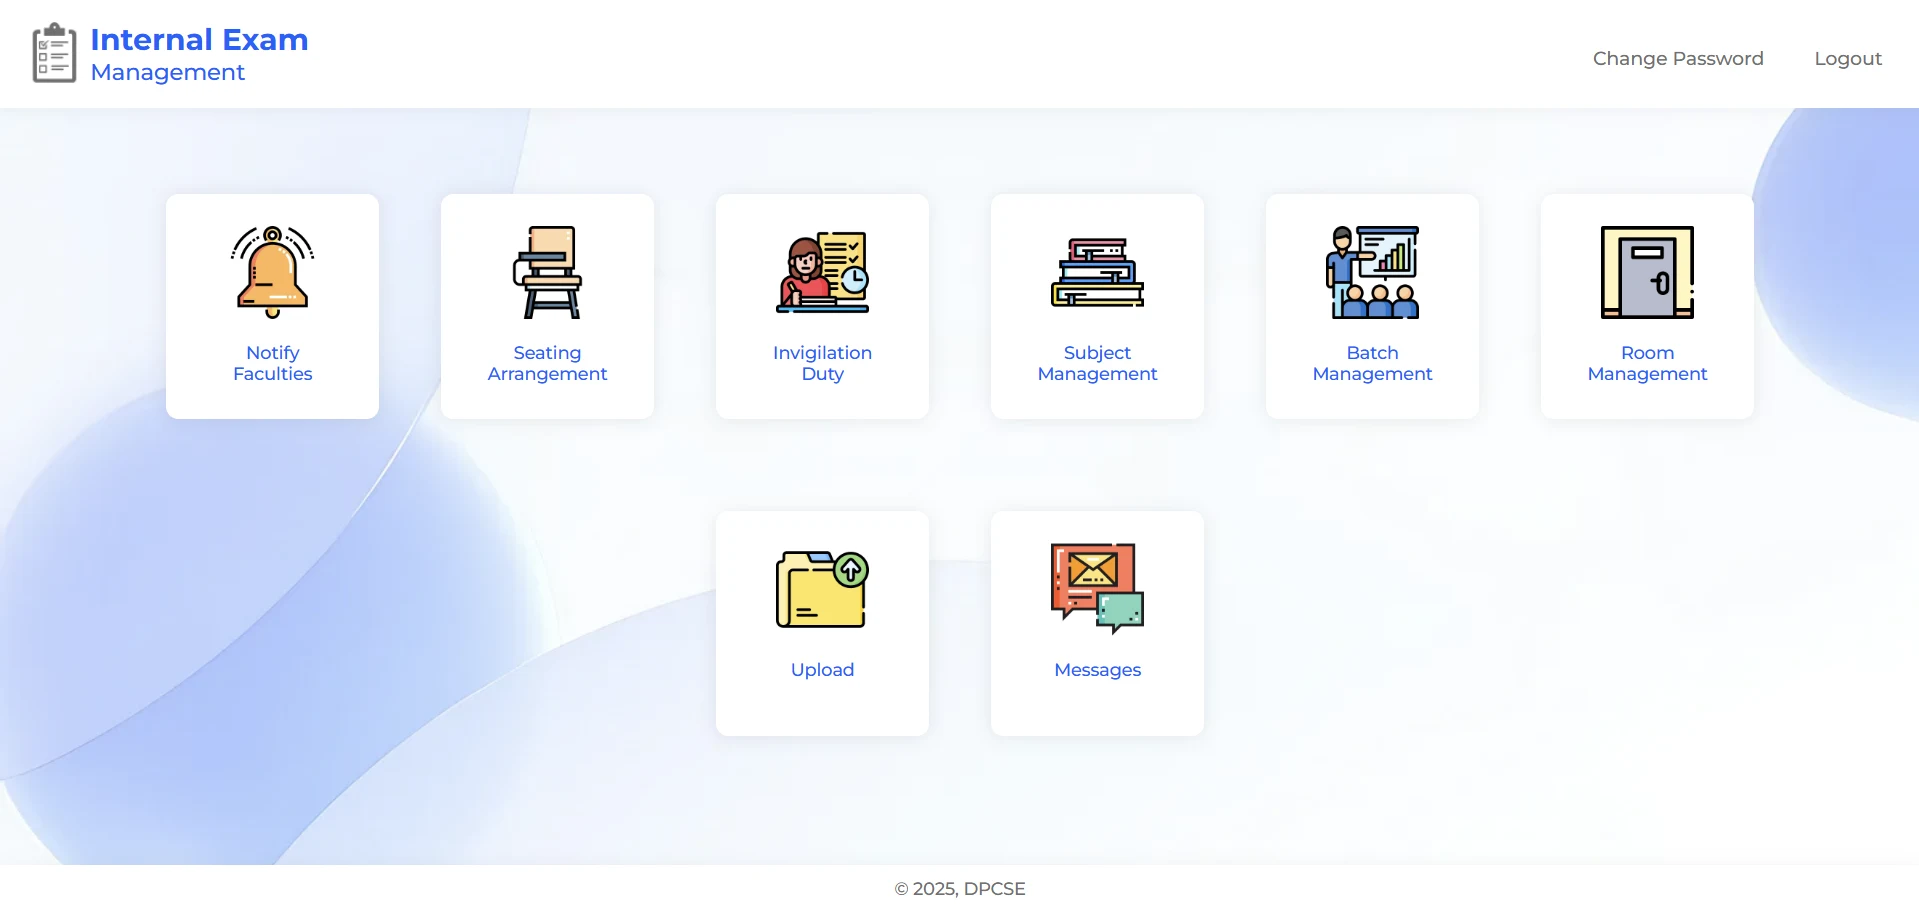 Internal Exam
Management
Change Password
Logout
Notify
Faculties
Seating
Arrangement
Invigilation
Duty
Subject
Management
Batch
Management
Room
Management
Upload
Messages
© 2025, DPCSE